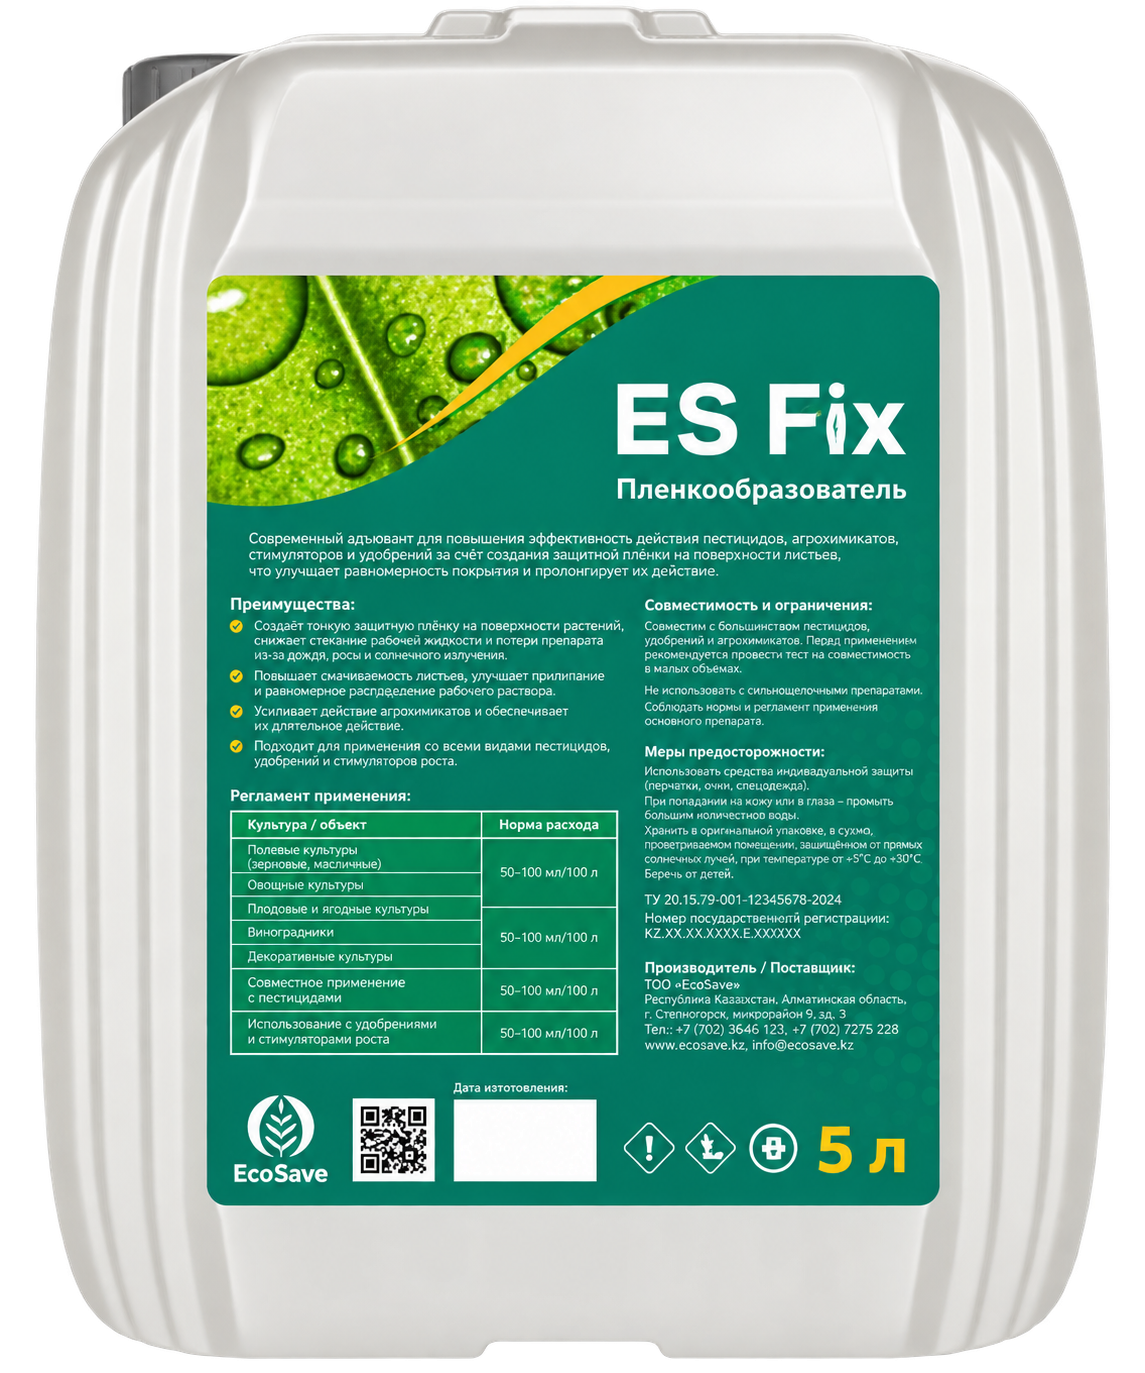 ES Fix
Пленкообразователь
Современный адъювант для повышения эффективность действия пестицидов, агрохимикатов,
стимуляторов и удобрений за счёт создания защитной плёнки на поверхности листьев,
что улучшает равномерность покрытия и пролонгирует их действие.
Преимущества:
Создаёт тонкую защитную плёнку на поверхности растений,
снижает стекание рабочей жидкости и потери препарата
из-за дождя, росы и солнечного излучения.
Повышает смачиваемость листьев, улучшает прилипание
и равномерное распдеделение рабочего раствора.
Усиливает действие агрохимикатов и обеспечивает
их длтельное действие.
Подходит для применения со всеми видами пестицидов,
удобрений и стимуляторов роста.
Регламент применения:
Культура / объект Норма расхода
Полевые культуры
(зерновые, масличные)
50–100 мл/100 л
Овощные культуры
Плодовые и ягодные культуры
Виноградники
50–100 мл/100 л
Декоративные культуры
Совместное применение
с пестицидами
50–100 мл/100 л
Использование с удобрениями
и стимуляторами роста
50–100 мл/100 л
Совместимость и ограничения:
Совместим с большинством пестицидов,
удобрений и агрохимикатов. Перед применением
рекомендуется провести тест на совместимость
в малых объёмах.
Не использовать с сильнощелочными препаратами.
Соблюдать нормы и регламент применения
основного препарата.
Меры предосторожности:
Использовать средства индивидуальной защиты
(перчатки, очки, спецодежда).
При попадании на кожу или в глаза – промыть
большим количеством воды.
Хранить в оригинальной упаковке, в сухмо,
проветриваемом помещении, защищённом от прямых
солнечных лучей, при температуре от +5°C до +30°C
Беречь от детей.
ТУ 20.15.79-001-12345678-2024
Номер государственютй регистрации:
KZ.XX.XX.XXXX.E.XXXXXX
Производитель / Поставщик:
ТОО «EcoSave»
Республика Казахстан, Алматинская область,
г. Степногорск, микрорайон 9, зд. 3
Тел:: +7 (702) 3646 123, +7 (702) 7275 228
www.ecosave.kz, info@ecosave.kz
Дата изтотовления:
EcoSave
5 л